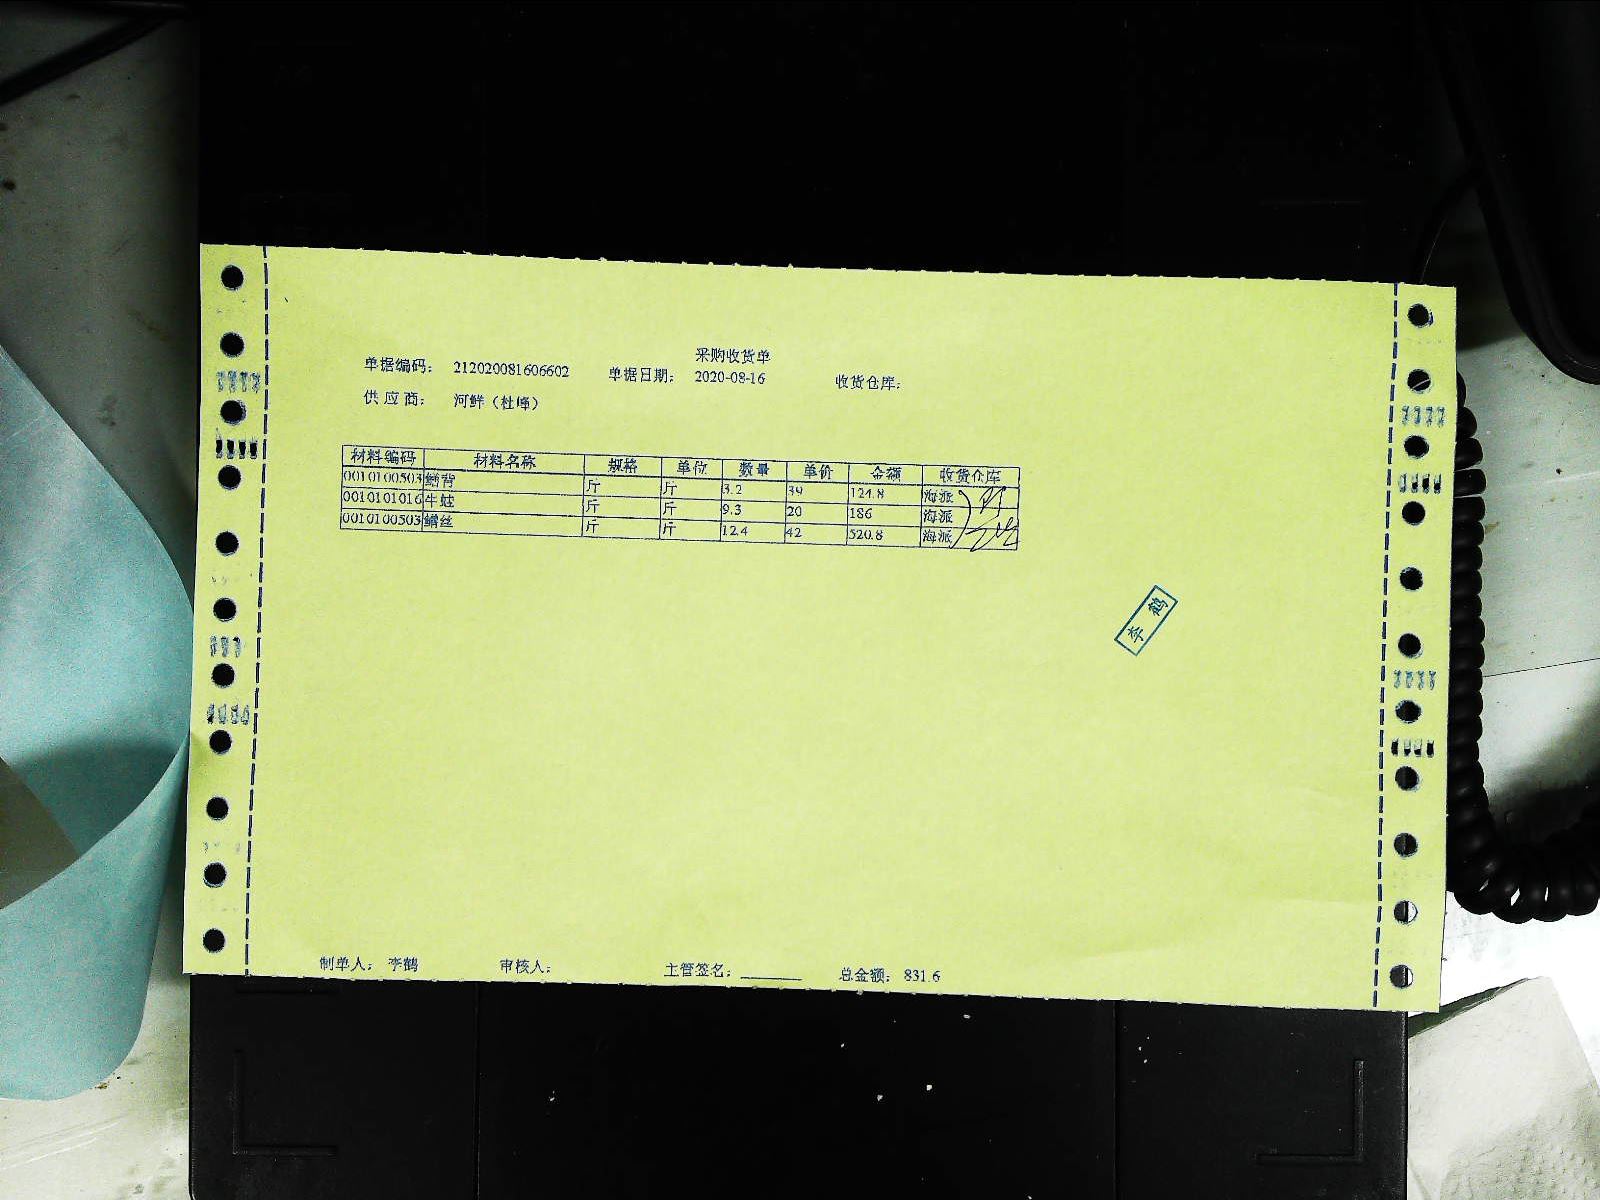 采购收货单
单据编码： 212020081606602 单据日期： 2020-08-16 收货仓库：
供 应 商： 河鲜（杜峰）
材料编码 材料名称 规格 单位 数量 单价 金额 收货仓库
0010100503 鳝背 斤 斤 3.2 39 124.8 海派
0010101016 牛蛙 斤 斤 9.3 20 186 海派
0010100503 鳝丝 斤 斤 12.4 42 520.8 海派
李鹤
制单人： 李鹤 审核人： 主管签名： 总金额： 831.6